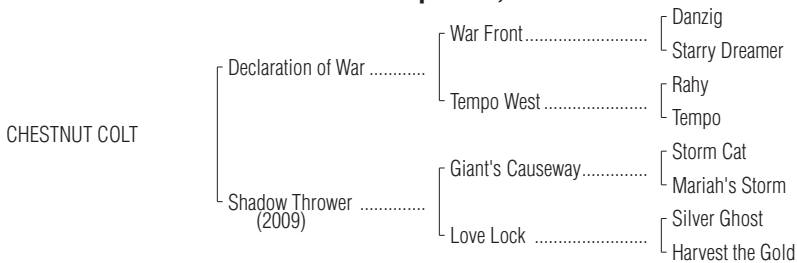 Danzig
War Front..........................
Starry Dreamer
Declaration of War ............
Rahy
Tempo West ......................
Tempo
CHESTNUT COLT
Storm Cat
Giant's Causeway..............
Mariah's Storm
Shadow Thrower ..............
(2009)
Silver Ghost
Love Lock ........................
Harvest the Gold